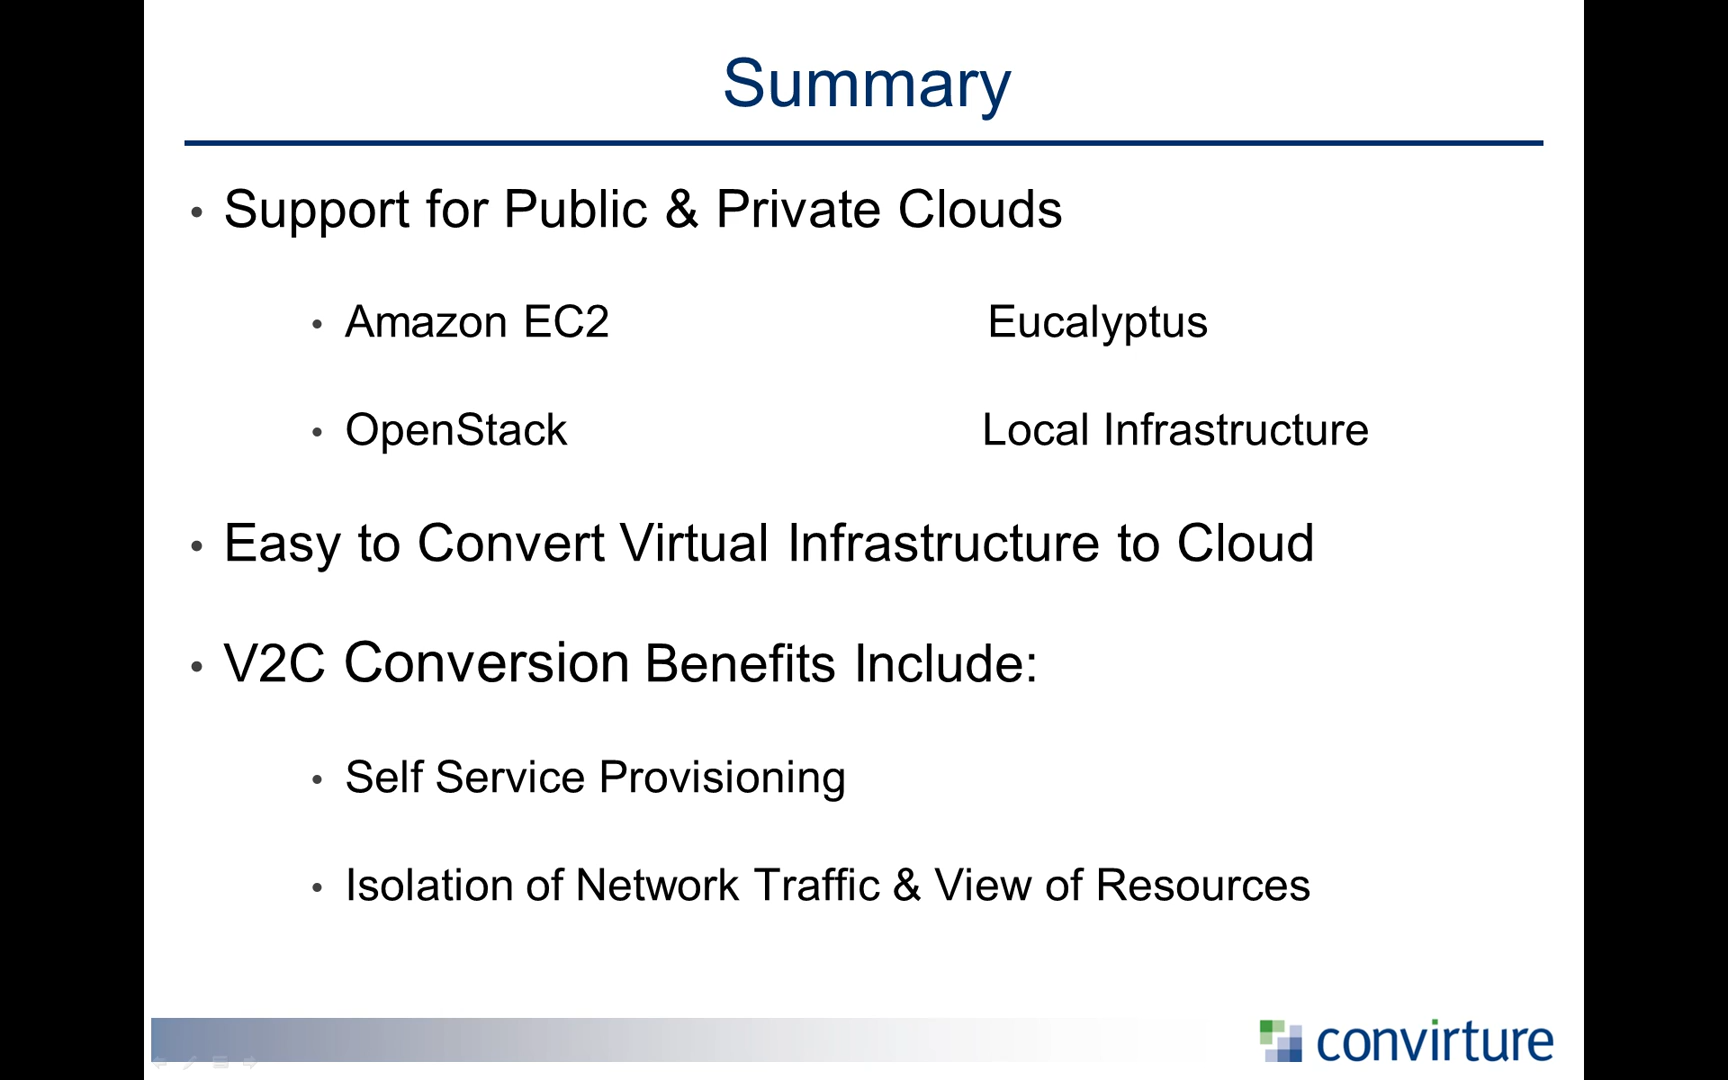 Summary
• Support for Public & Private Clouds
• Amazon EC2 Eucalyptus
• OpenStack Local Infrastructure
• Easy to Convert Virtual Infrastructure to Cloud
• V2C Conversion Benefits Include:
• Self Service Provisioning
• Isolation of Network Traffic & View of Resources
convirture